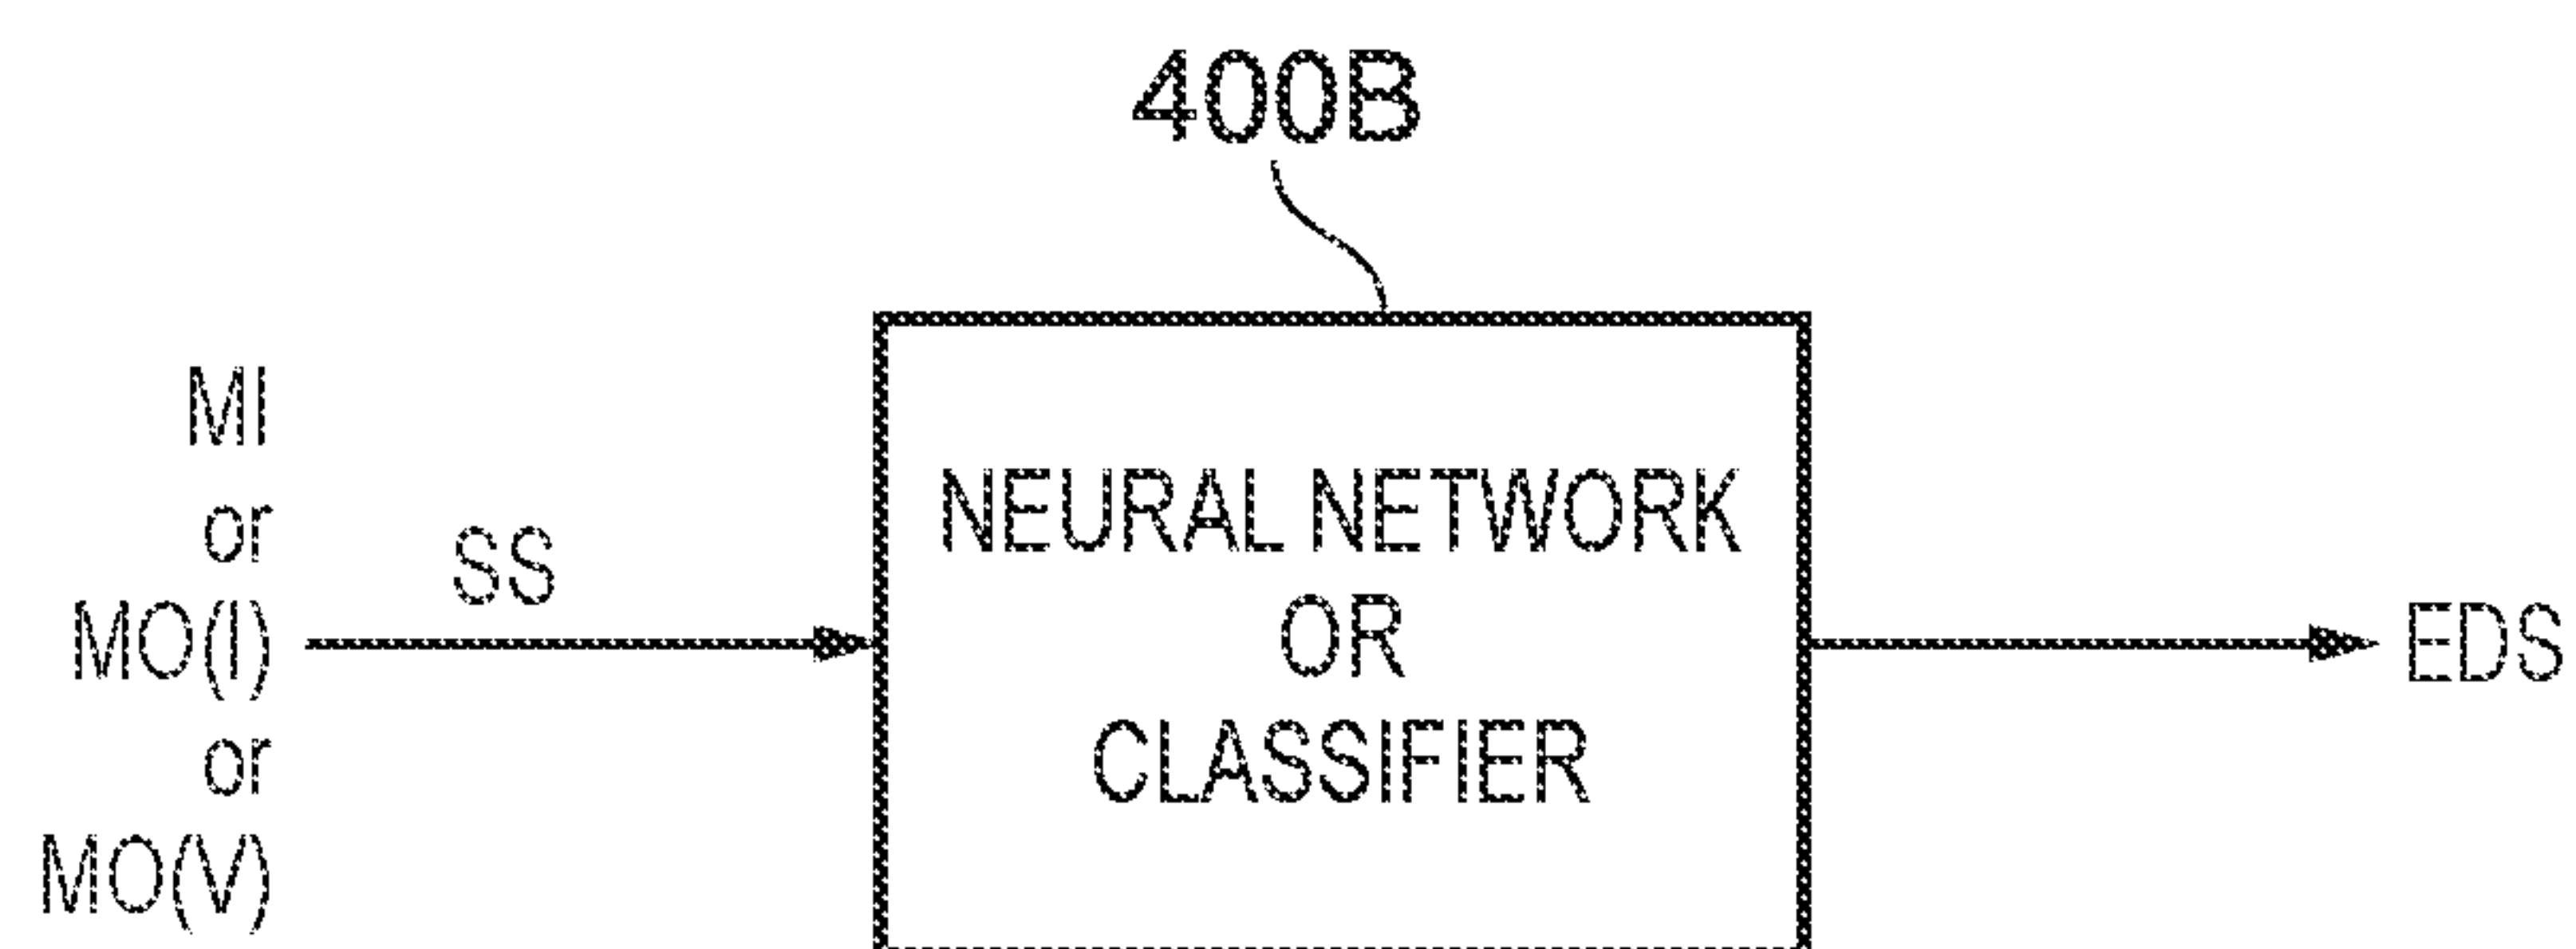 400B
MI
or
MO(I)
or
MO(V)
SS
NEURAL NETWORK
OR
CLASSIFIER
EDS